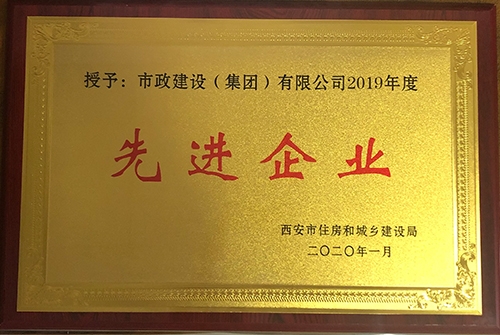 授予：市政建设（集团）有限公司2019年度
先进企业
西安市住房和城乡建设局
二〇二〇年一月